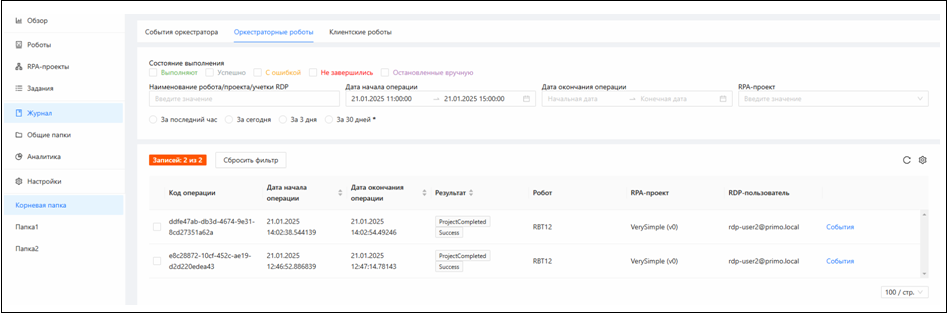 Обзор
Роботы
RPA-проекты
Задания
Журнал
Общие папки
Аналитика
Настройки
Корневая папка
Папка1
Папка2
События оркестратора Оркестраторные роботы Клиентские роботы
Состояние выполнения
Выполняют Успешно С ошибкой Не завершились Остановленные вручную
Наименование робота/проекта/учетки RDP Дата начала операции Дата окончания операции RPA-проект
Введите значение 21.01.2025 11:00:00 → 21.01.2025 15:00:00 Начальная дата → Конечная дата Введите значение
За последний час За сегодня За 3 дня За 30 дней *
Записей: 2 из 2 Сбросить фильтр
Код операции Дата начала операции Дата окончания операции Результат Робот RPA-проект RDP-пользователь
ddfe47ab-db3d-4674-9e31- 21.01.2025 21.01.2025 ProjectCompleted
8cd27351a62a 14:02:38.544139 14:02:54.49246 Success RBT12 VerySimple (v0) rdp-user2@primo.local События
e8c28872-10cf-452c-ae19- 21.01.2025 21.01.2025 ProjectCompleted
d2d220edea43 12:46:52.886839 12:47:14.78143 Success RBT12 VerySimple (v0) rdp-user2@primo.local События
100 / стр.